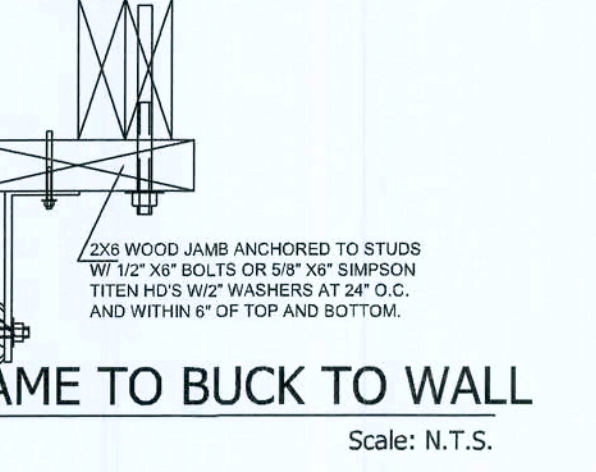 2X6 WOOD JAMB ANCHORED TO STUDS
W/ 1/2" X6" BOLTS OR 5/8" X6" SIMPSON
TITEN HD'S W/2" WASHERS AT 24" O.C.
AND WITHIN 6" OF TOP AND BOTTOM.
AME TO BUCK TO WALL
Scale: N.T.S.